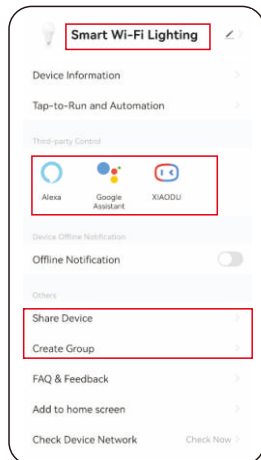 Smart Wi-Fi Lighting
Device Information
Tap-to-Run and Automation
Third-party Control
Alexa
Google
Assistant
XIAODU
Device Offline Notification
Offline Notification
Others
Share Device
Create Group
FAQ & Feedback
Add to home screen
Check Device Network
Check Now